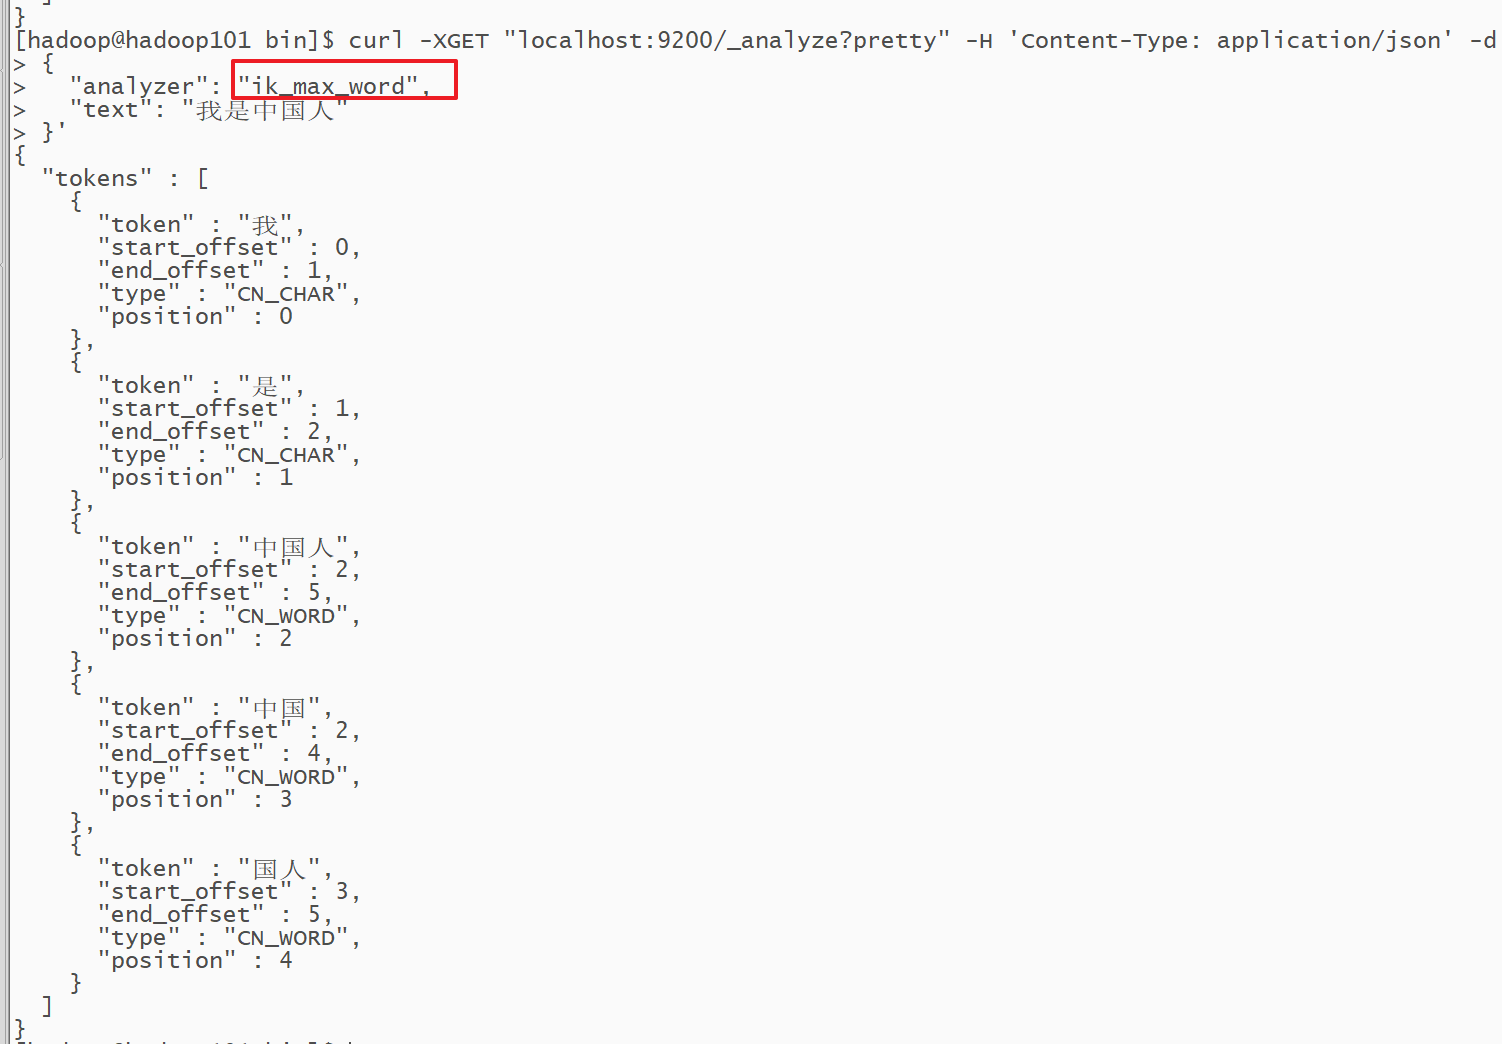 }
[hadoop@hadoop101 bin]$ curl -XGET "localhost:9200/_analyze?pretty" -H 'Content-Type: application/json' -d
> {
>   "analyzer": "ik_max_word",
>   "text": "我是中国人"
> }'
{
  "tokens" : [
    {
      "token" : "我",
      "start_offset" : 0,
      "end_offset" : 1,
      "type" : "CN_CHAR",
      "position" : 0
    },
    {
      "token" : "是",
      "start_offset" : 1,
      "end_offset" : 2,
      "type" : "CN_CHAR",
      "position" : 1
    },
    {
      "token" : "中国人",
      "start_offset" : 2,
      "end_offset" : 5,
      "type" : "CN_WORD",
      "position" : 2
    },
    {
      "token" : "中国",
      "start_offset" : 2,
      "end_offset" : 4,
      "type" : "CN_WORD",
      "position" : 3
    },
    {
      "token" : "国人",
      "start_offset" : 3,
      "end_offset" : 5,
      "type" : "CN_WORD",
      "position" : 4
    }
  ]
}